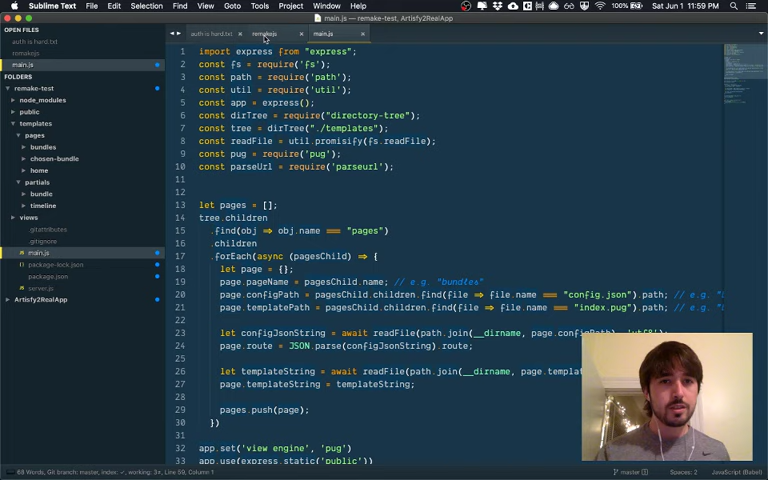 Sublime Text File Edit Selection Find View Goto Tools Project Window Help 100% Sun 11:59 PM
main.js — remake-test, Artisfy2RealApp
OPEN FILES
auth is hard.txt
remakejs
main.js
FOLDERS
remake-test
node_modules
public
templates
pages
bundles
chosen-bundle
home
partials
bundle
timeline
views
.gitattributes
.gitignore
main.js
package-lock.json
package.json
server.js
Artisfy2RealApp
auth is hard.txt remakejs main.js
1 import express from "express";
2 const fs = require('fs');
3 const path = require('path');
4 const util = require('util');
5 const app = express();
6 const dirTree = require("directory-tree");
7 const tree = dirTree("./templates");
8 const readFile = util.promisify(fs.readFile);
9 const pug = require('pug');
10 const parseUrl = require('parseurl');
11
12
13 let pages = [];
14 tree.children
15 .find(obj => obj.name === "pages")
16 .children
17 .forEach(async (pagesChild) => {
18 let page = {};
19 page.pageName = pagesChild.name; // e.g. "bundles"
20 page.configPath = pagesChild.children.find(file => file.name === "config.json").path; // e.g.
21 page.templatePath = pagesChild.children.find(file => file.name === "index.pug").path; // e.g.
22
23 let configJsonString = await readFile(path.join(__dirname, page.configPath), 'utf8');
24 page.route = JSON.parse(configJsonString).route;
25
26 let templateString = await readFile(path.join(__dirname, page.templat
27 page.templateString = templateString;
28
29 pages.push(page);
30 })
31
32 app.set('view engine', 'pug')
33 app.use(express.static('public'))
68 Words, Git branch: master, index: ✓, working: 3≠, Line 59, Column 1 master Spaces: 2 JavaScript (Babel)